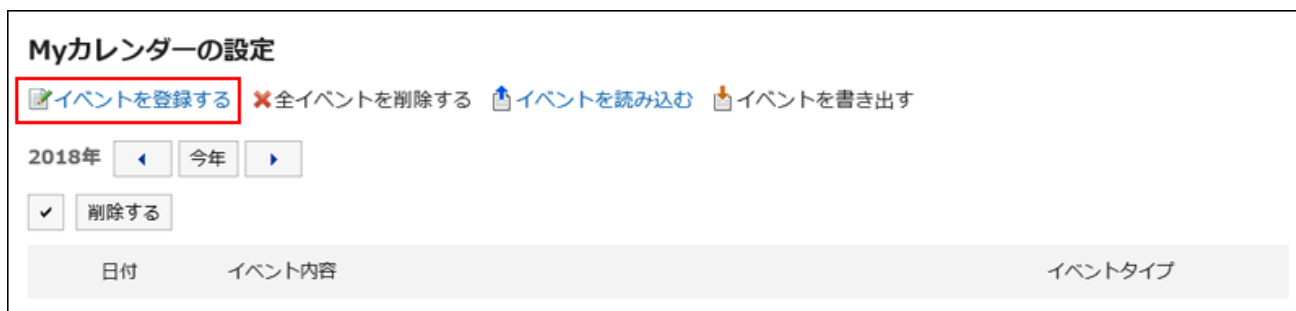 Myカレンダーの設定
イベントを登録する 全イベントを削除する イベントを読み込む イベントを書き出す
2018年 今年
削除する
日付 イベント内容 イベントタイプ